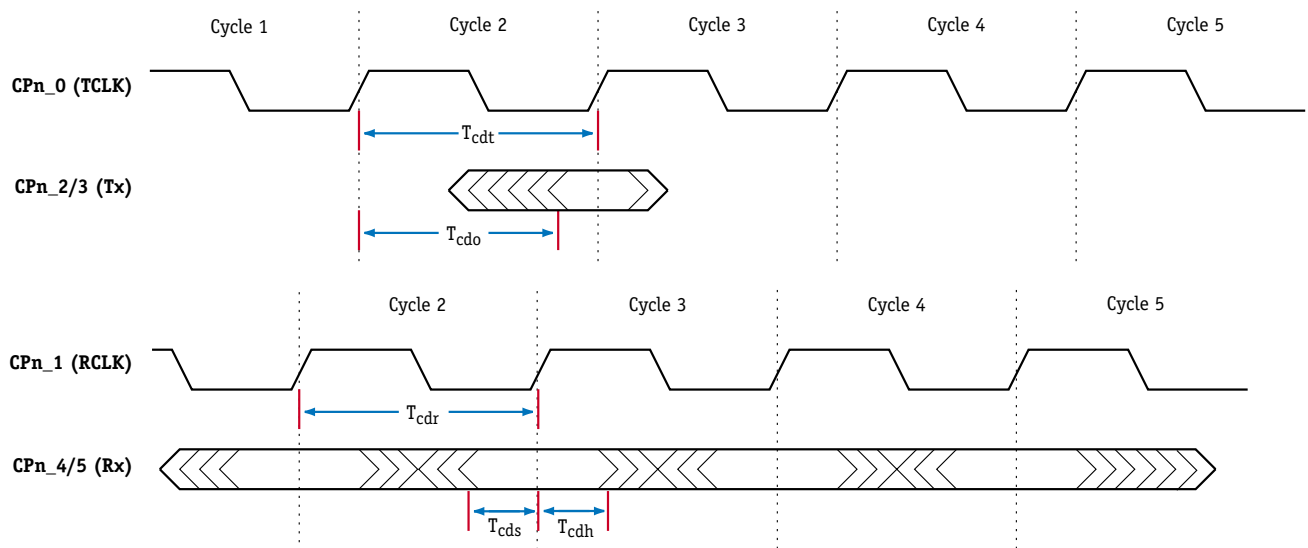 Cycle 1 Cycle 2 Cycle 3 Cycle 4 Cycle 5
CPn_0 (TCLK)
Tcdt
CPn_2/3 (Tx)
Tcdo
Cycle 2 Cycle 3 Cycle 4 Cycle 5
CPn_1 (RCLK)
Tcdr
CPn_4/5 (Rx)
Tcds Tcdh